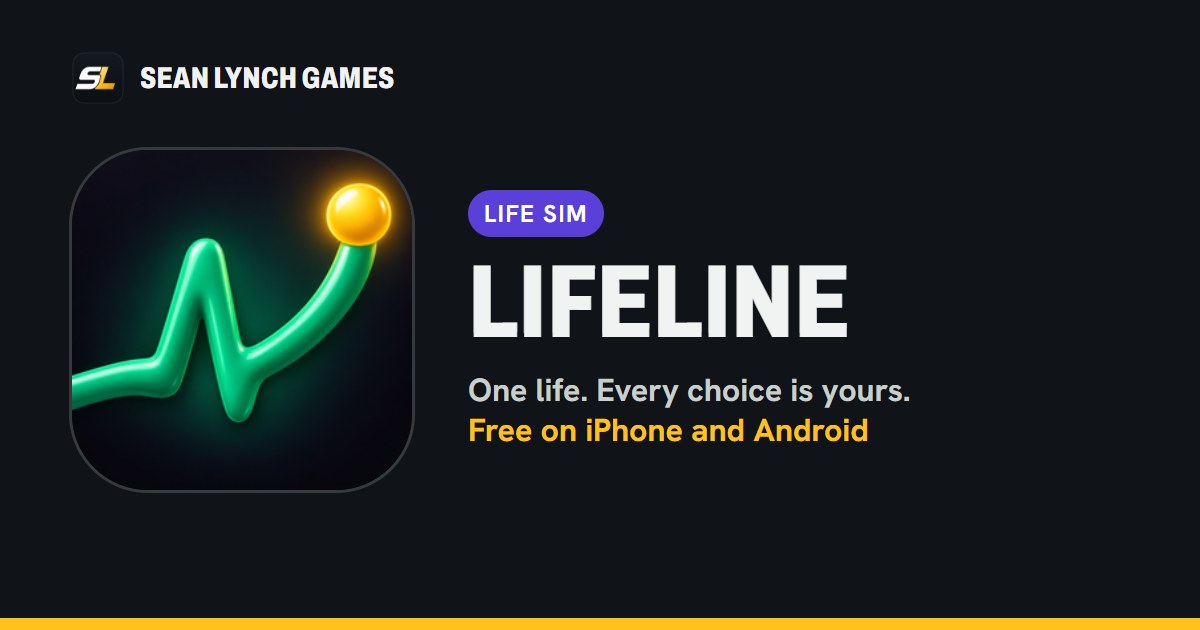 SL SEAN LYNCH GAMES
LIFE SIM
LIFELINE
One life. Every choice is yours.
Free on iPhone and Android